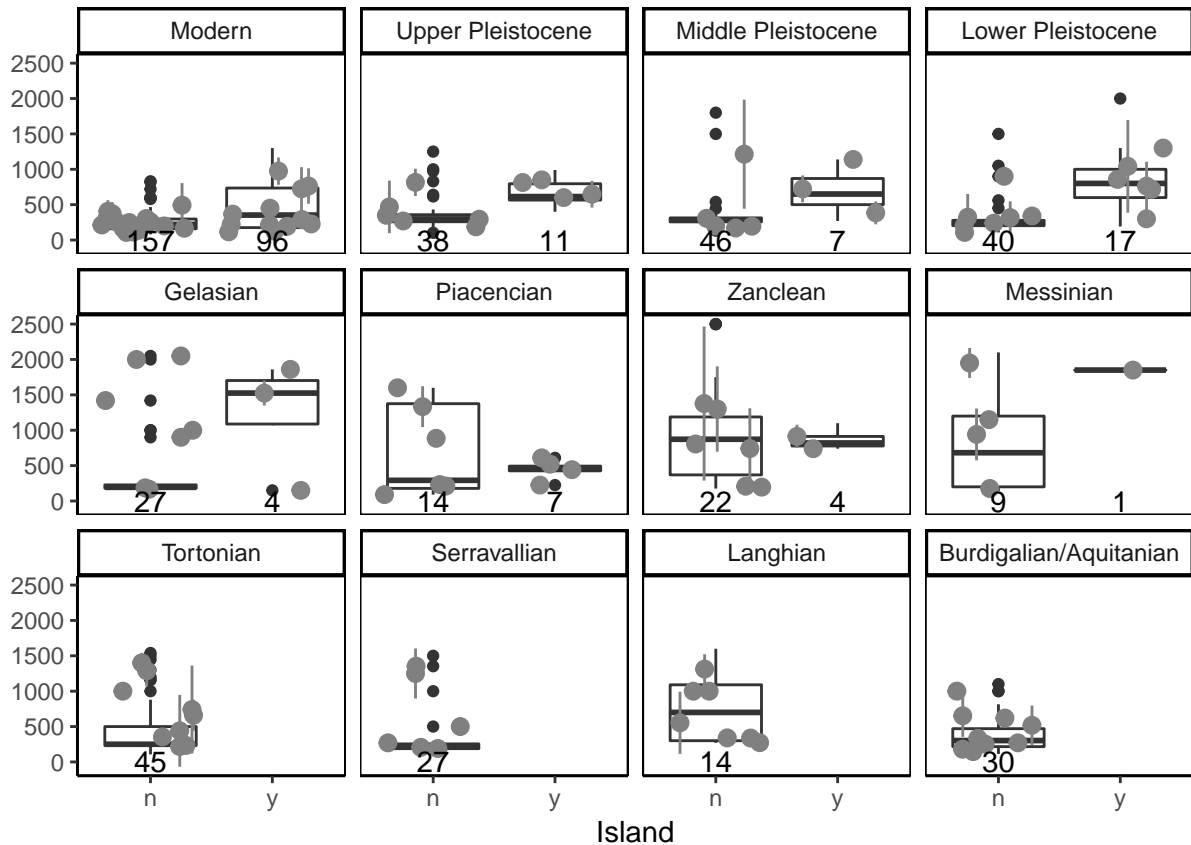 Modern Upper Pleistocene Middle Pleistocene Lower Pleistocene
2500
2000
1500
1000
500
0
157 96 38 11 46 7 40 17
Gelasian Piacencian Zanclean Messinian
2500
2000
1500
1000
500
0
27 4 14 7 22 4 9 1
Tortonian Serravallian Langhian Burdigalian/Aquitanian
2500
2000
1500
1000
500
0
45 27 14 30
n y n y n y n y
Island